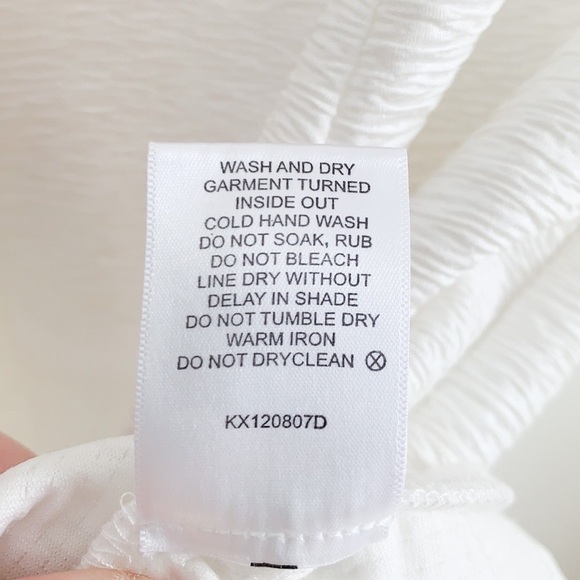 WASH AND DRY
GARMENT TURNED
INSIDE OUT
COLD HAND WASH
DO NOT SOAK, RUB
DO NOT BLEACH
LINE DRY WITHOUT
DELAY IN SHADE
DO NOT TUMBLE DRY
WARM IRON
DO NOT DRYCLEAN
KX120807D